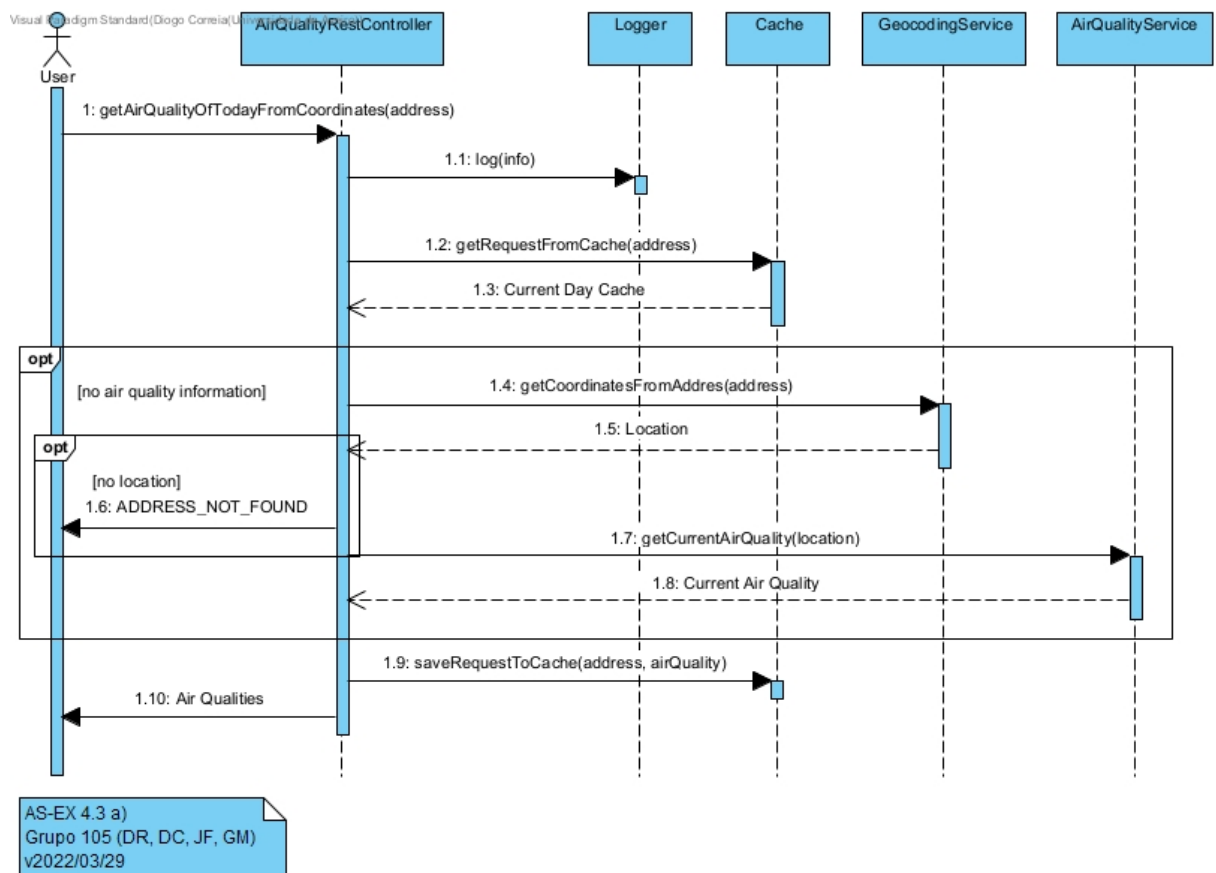 Visual Paradigm Standard(Diogo Correia(
User
AirQualityRestController
Logger
Cache
GeocodingService
AirQualityService
1: getAirQualityOfTodayFromCoordinates(address)
1.1: log(info)
1.2: getRequestFromCache(address)
1.3: Current Day Cache
opt
[no air quality information]
1.4: getCoordinatesFromAddres(address)
1.5: Location
opt
[no location]
1.6: ADDRESS_NOT_FOUND
1.7: getCurrentAirQuality(location)
1.8: Current Air Quality
1.9: saveRequestToCache(address, airQuality)
1.10: Air Qualities
AS-EX 4.3 a)
Grupo 105 (DR, DC, JF, GM)
v2022/03/29